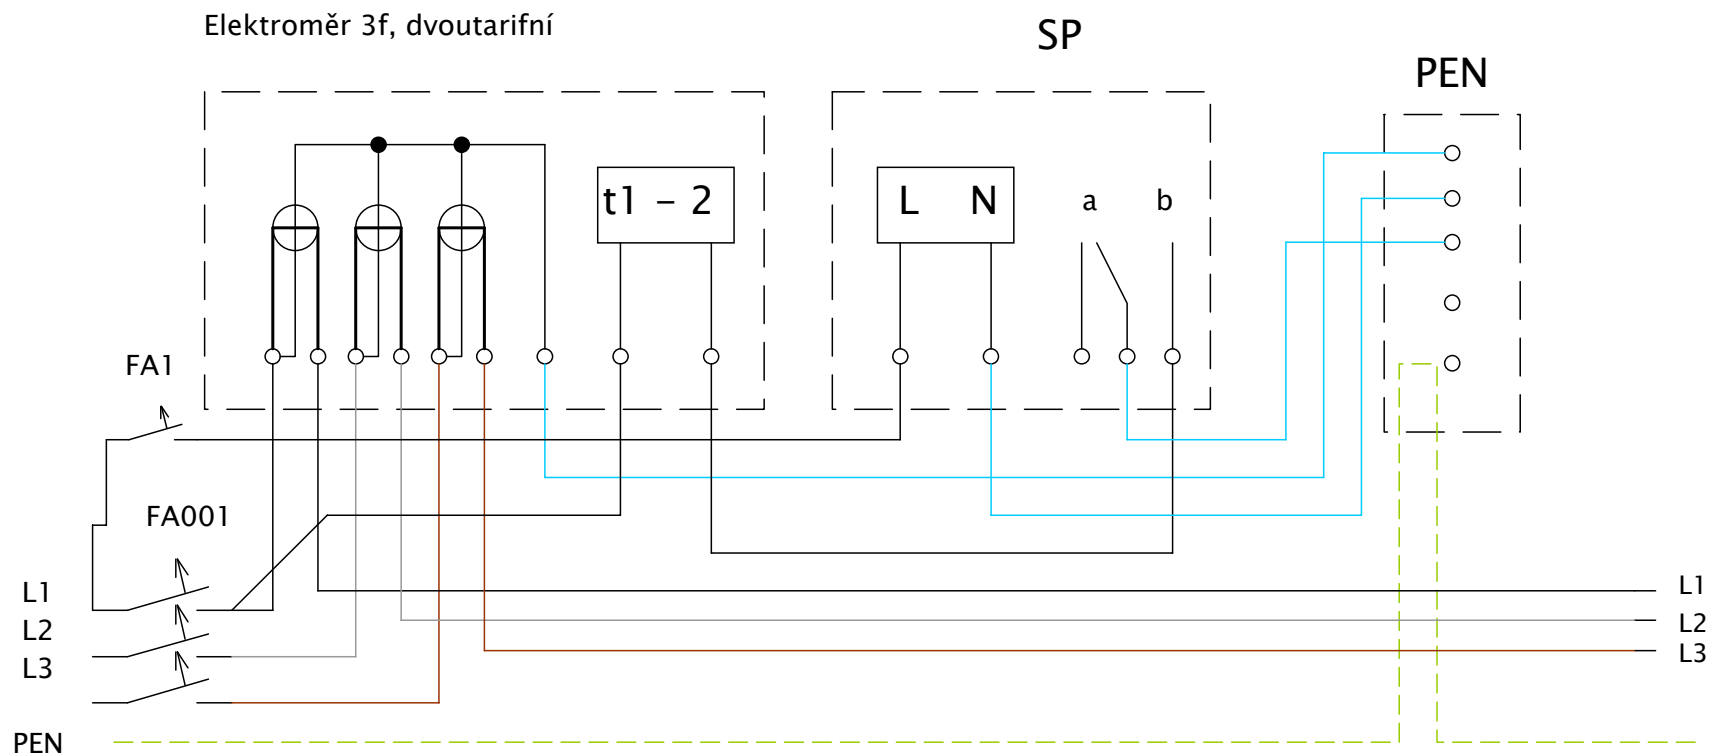 Elektroměr 3f, dvoutarifní
SP
PEN
t1 - 2
L N
a b
FA1
FA001
L1
L2
L3
L1
L2
L3
PEN